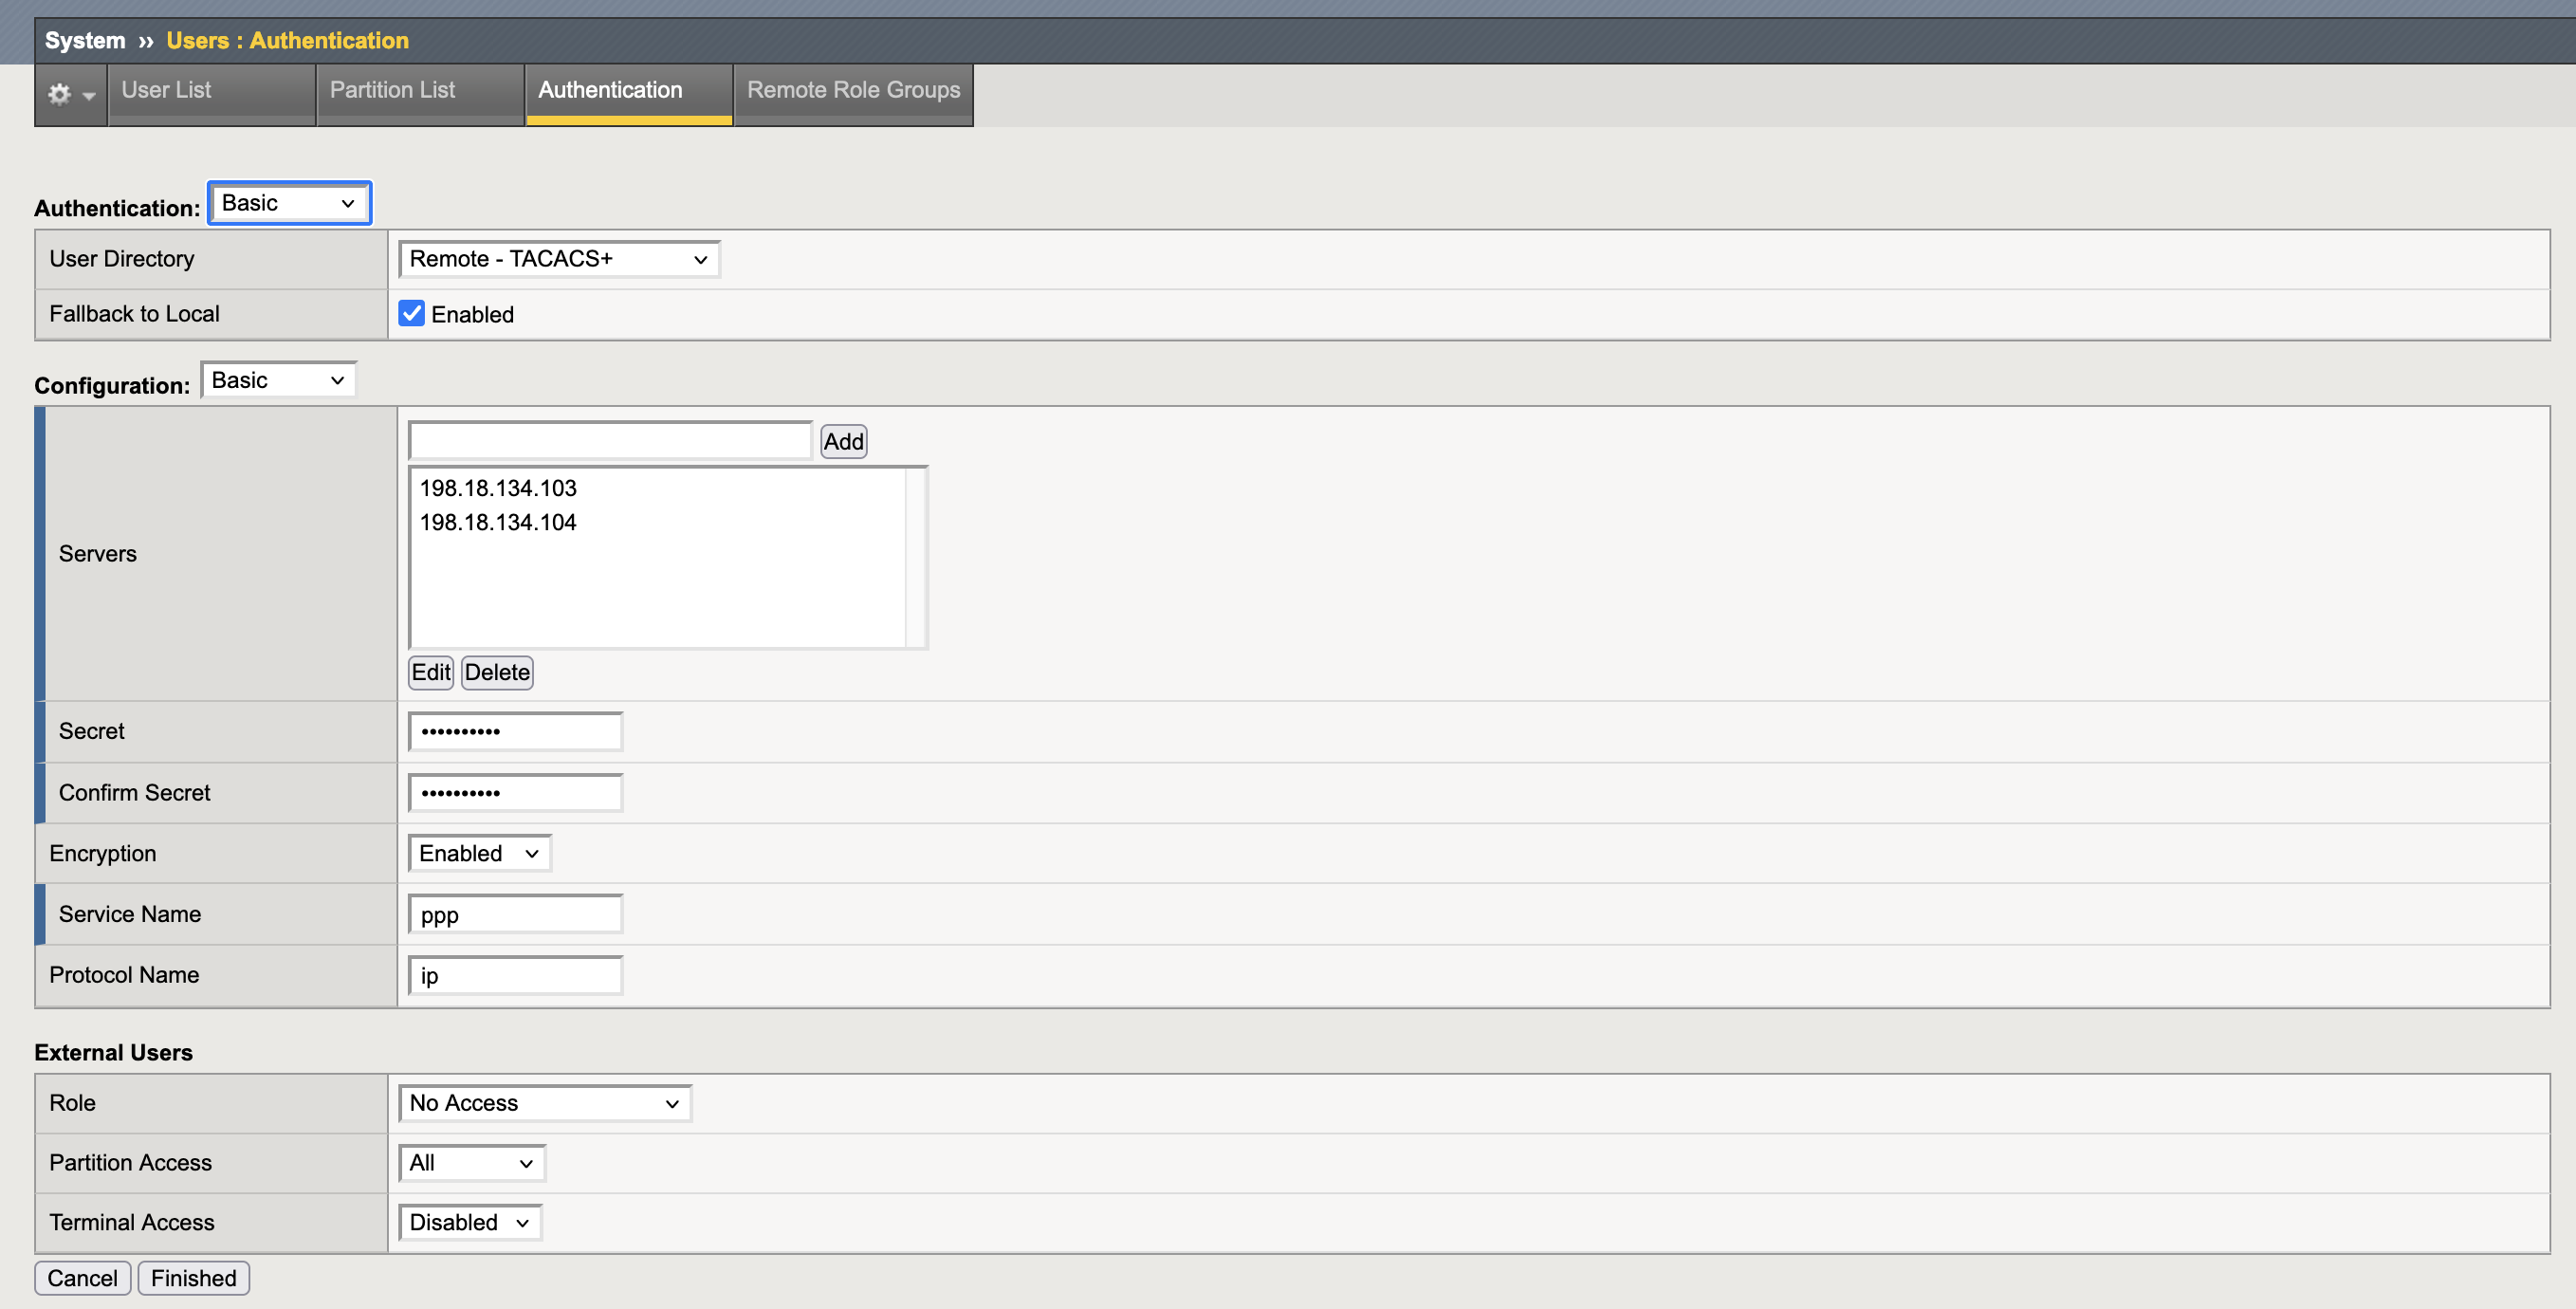 System ›› Users : Authentication
User List
Partition List
Authentication
Remote Role Groups
Authentication: Basic
User Directory Remote - TACACS+
Fallback to Local Enabled
Configuration: Basic
Servers
Add
198.18.134.103
198.18.134.104
Edit Delete
Secret ••••••••••
Confirm Secret ••••••••••
Encryption Enabled
Service Name ppp
Protocol Name ip
External Users
Role No Access
Partition Access All
Terminal Access Disabled
Cancel Finished